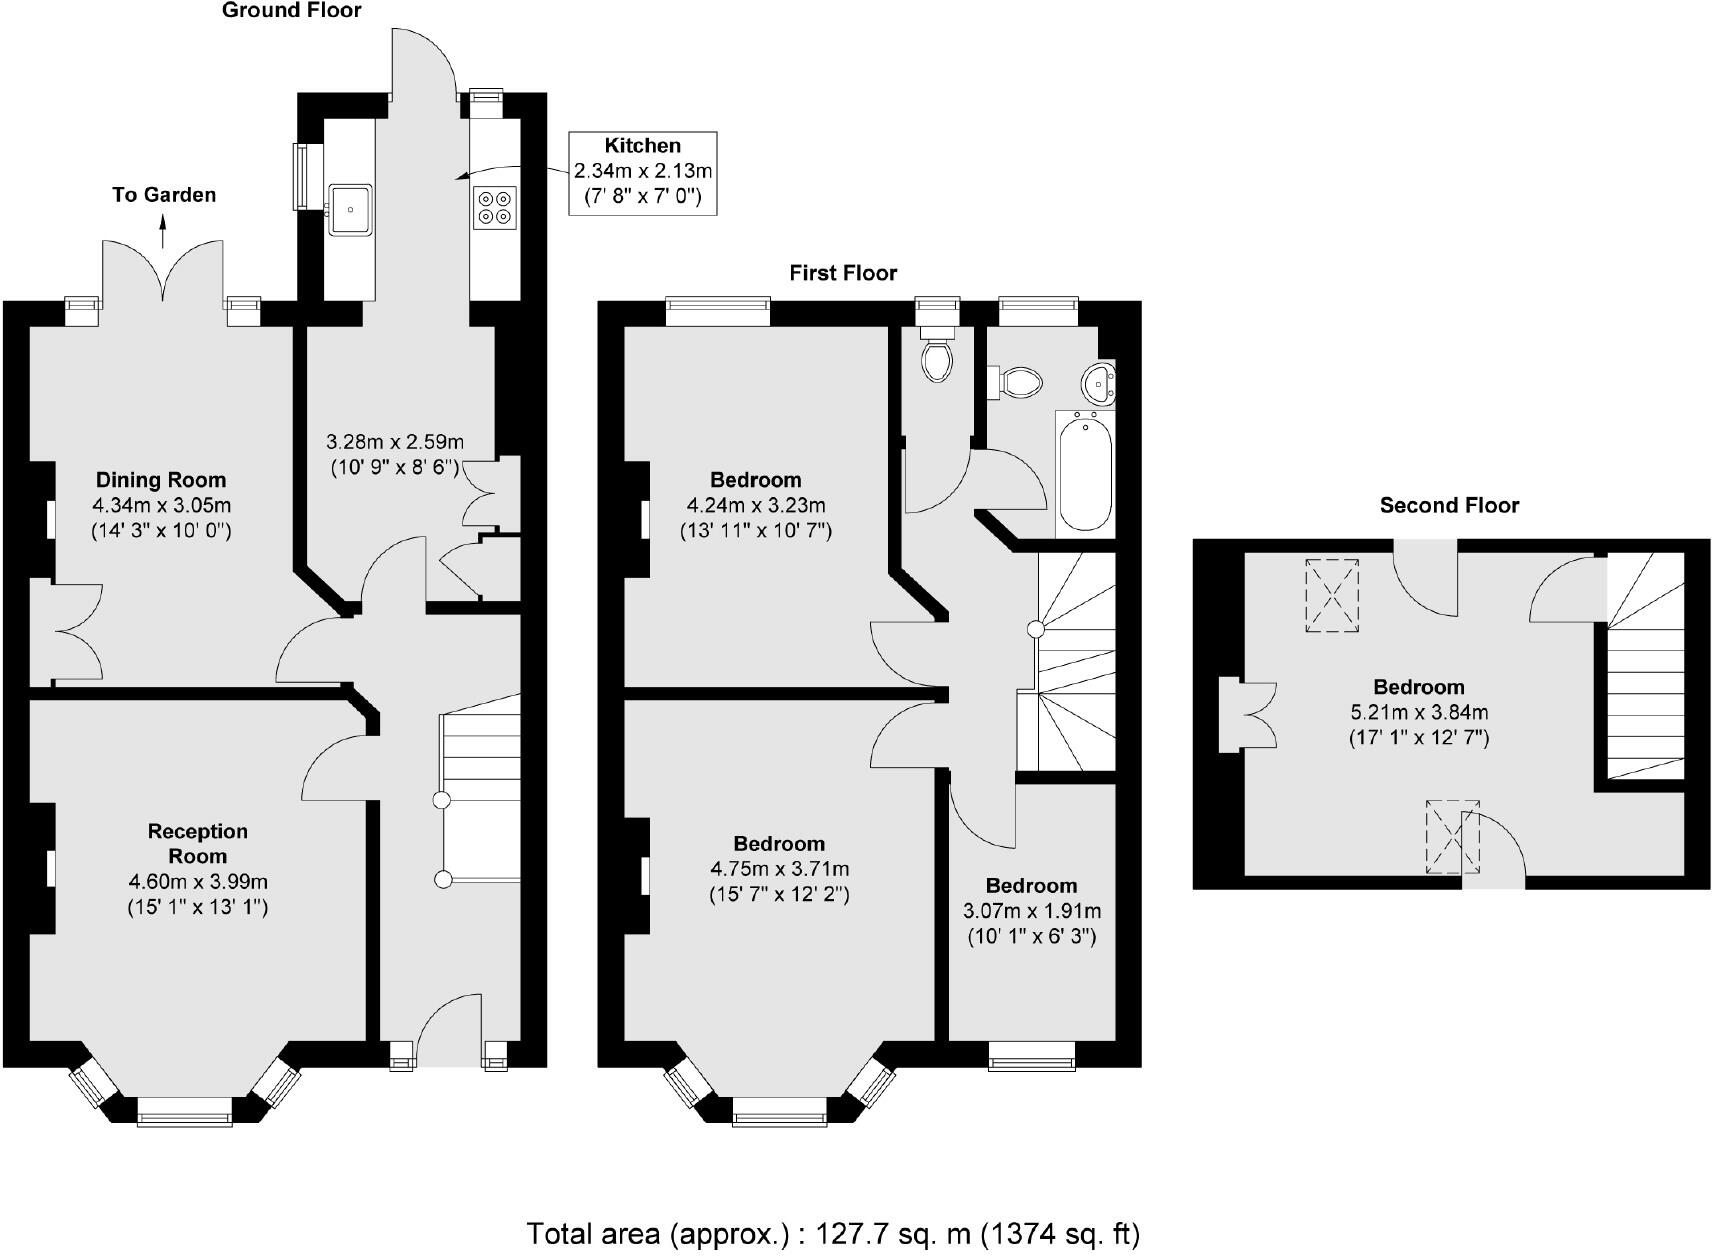 Ground Floor
To Garden
Kitchen
2.34m x 2.13m
(7' 8" x 7' 0")
Dining Room
4.34m x 3.05m
(14' 3" x 10' 0")
3.28m x 2.59m
(10' 9" x 8' 6")
Reception
Room
4.60m x 3.99m
(15' 1" x 13' 1")
First Floor
Bedroom
4.24m x 3.23m
(13' 11" x 10' 7")
Bedroom
4.75m x 3.71m
(15' 7" x 12' 2")
Bedroom
3.07m x 1.91m
(10' 1" x 6' 3")
Second Floor
Bedroom
5.21m x 3.84m
(17' 1" x 12' 7")
Total area (approx.) : 127.7 sq. m (1374 sq. ft)